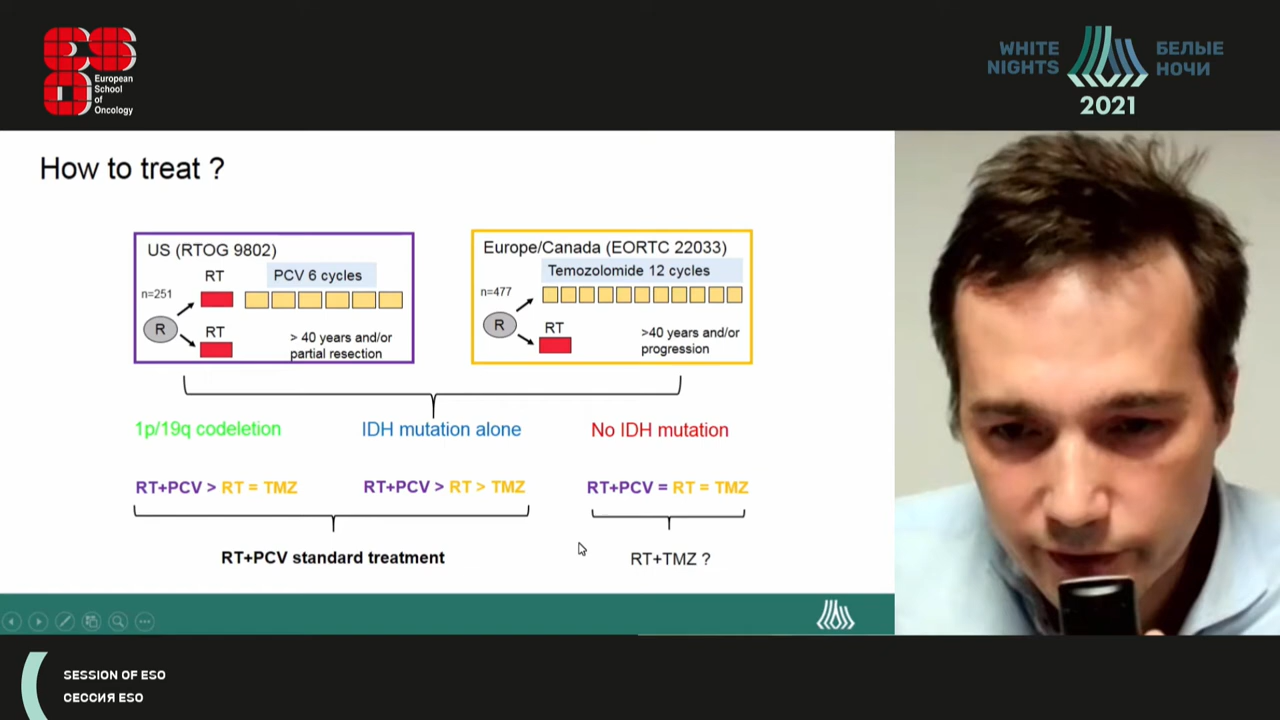 European
School
of
Oncology
WHITE
NIGHTS
БЕЛЫЕ
НОЧИ
2021
How to treat ?
US (RTOG 9802)
RT
PCV 6 cycles
n=251
R
RT
> 40 years and/or
partial resection
Europe/Canada (EORTC 22033)
Temozolomide 12 cycles
n=477
R
RT
>40 years and/or
progression
1p/19q codeletion
IDH mutation alone
No IDH mutation
RT+PCV > RT = TMZ
RT+PCV > RT > TMZ
RT+PCV = RT = TMZ
RT+PCV standard treatment
RT+TMZ ?
SESSION OF ESO
СЕССИЯ ESO